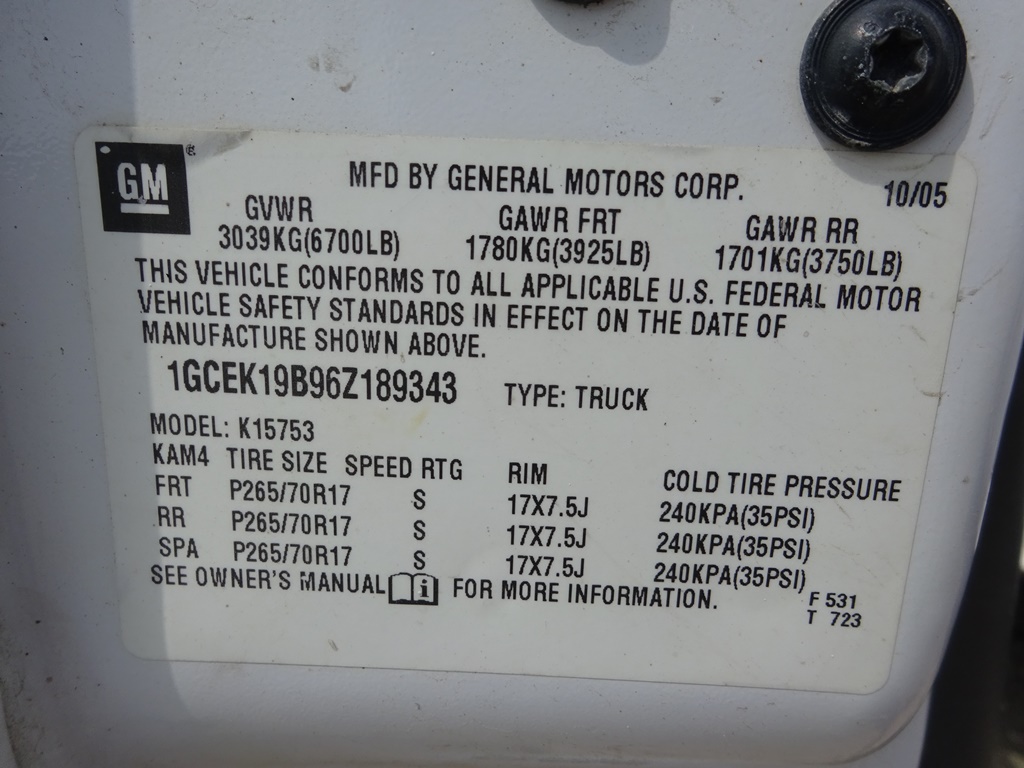 GM
MFD BY GENERAL MOTORS CORP. 10/05
GVWR GAWR FRT GAWR RR
3039KG(6700LB) 1780KG(3925LB) 1701KG(3750LB)
THIS VEHICLE CONFORMS TO ALL APPLICABLE U.S. FEDERAL MOTOR
VEHICLE SAFETY STANDARDS IN EFFECT ON THE DATE OF
MANUFACTURE SHOWN ABOVE.
1GCEK19B96Z189343 TYPE: TRUCK
MODEL: K15753
KAM4 TIRE SIZE SPEED RTG RIM COLD TIRE PRESSURE
FRT P265/70R17 S 17X7.5J 240KPA(35PSI)
RR P265/70R17 S 17X7.5J 240KPA(35PSI)
SPA P265/70R17 S 17X7.5J 240KPA(35PSI)
SEE OWNER'S MANUAL FOR MORE INFORMATION.
F 531
T 723